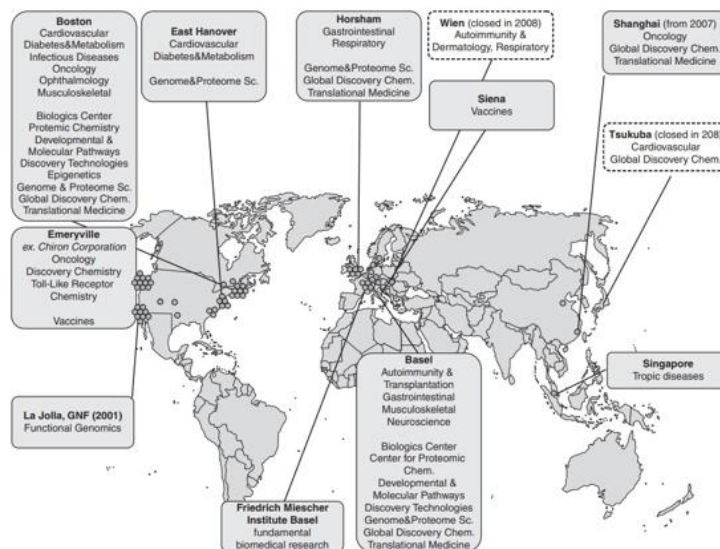 Boston
Cardiovascular
Diabetes&Metabolism
Infectious Diseases
Oncology
Ophthalmology
Musculoskeletal
Biologics Center
Protemic Chemistry
Developmental &
Molecular Pathways
Discovery Technologies
Epigenetics
Genome & Proteome Sc.
Global Discovery Chem.
Translational Medicine
East Hanover
Cardiovascular
Diabetes&Metabolism
Genome&Proteome Sc.
Horsham
Gastrointestinal
Respiratory
Genome&Proteome Sc.
Global Discovery Chem.
Translational Medicine
Wien (closed in 2008)
Autoimmunity &
Dermatology, Respiratory
Siena
Vaccines
Shanghai (from 2007)
Oncology
Global Discovery Chem.
Translational Medicine
Tsukuba (closed in 208)
Cardiovascular
Global Discovery Chem.
Emeryville
ex. Chiron Corporation
Oncology
Discovery Chemistry
Toll-Like Receptor
Chemistry
Vaccines
La Jolla, GNF (2001)
Functional Genomics
Friedrich Miescher
Institute Basel
fundamental
biomedical research
Basel
Autoimmunity &
Transplantation
Gastrointestinal
Musculoskeletal
Neuroscience
Biologics Center
Center for Proteomic
Chem.
Developmental &
Molecular Pathways
Discovery Technologies
Genome&Proteome Sc.
Global Discovery Chem.
Translational Medicine
Singapore
Tropic diseases